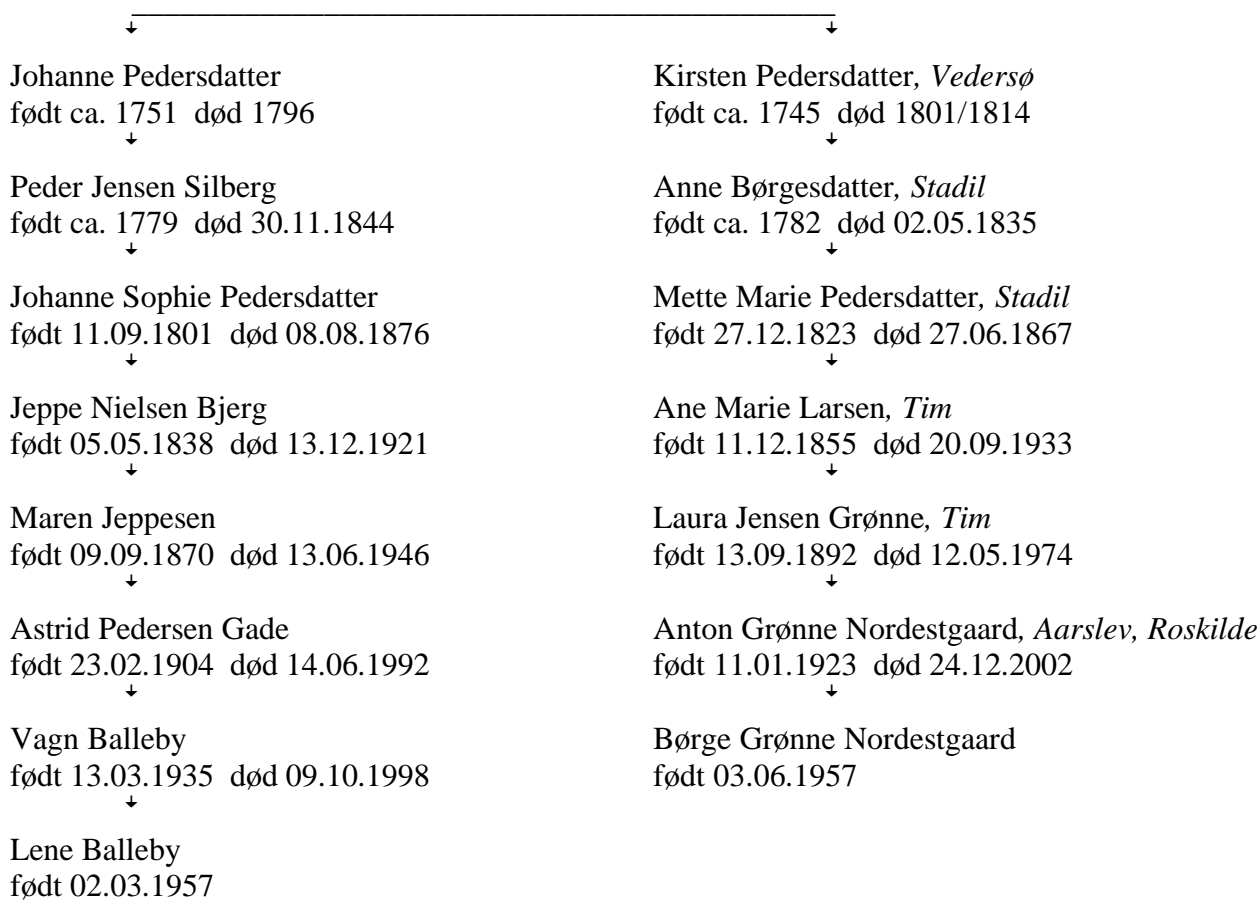 Johanne Pedersdatter
født ca. 1751 død 1796
Peder Jensen Silberg
født ca. 1779 død 30.11.1844
Johanne Sophie Pedersdatter
født 11.09.1801 død 08.08.1876
Jeppe Nielsen Bjerg
født 05.05.1838 død 13.12.1921
Maren Jeppesen
født 09.09.1870 død 13.06.1946
Astrid Pedersen Gade
født 23.02.1904 død 14.06.1992
Vagn Balleby
født 13.03.1935 død 09.10.1998
Lene Balleby
født 02.03.1957
Kirsten Pedersdatter, Vedersø
født ca. 1745 død 1801/1814
Anne Børgesdatter, Stadil
født ca. 1782 død 02.05.1835
Mette Marie Pedersdatter, Stadil
født 27.12.1823 død 27.06.1867
Ane Marie Larsen, Tim
født 11.12.1855 død 20.09.1933
Laura Jensen Grønne, Tim
født 13.09.1892 død 12.05.1974
Anton Grønne Nordestgaard, Aarslev, Roskilde
født 11.01.1923 død 24.12.2002
Børge Grønne Nordestgaard
født 03.06.1957